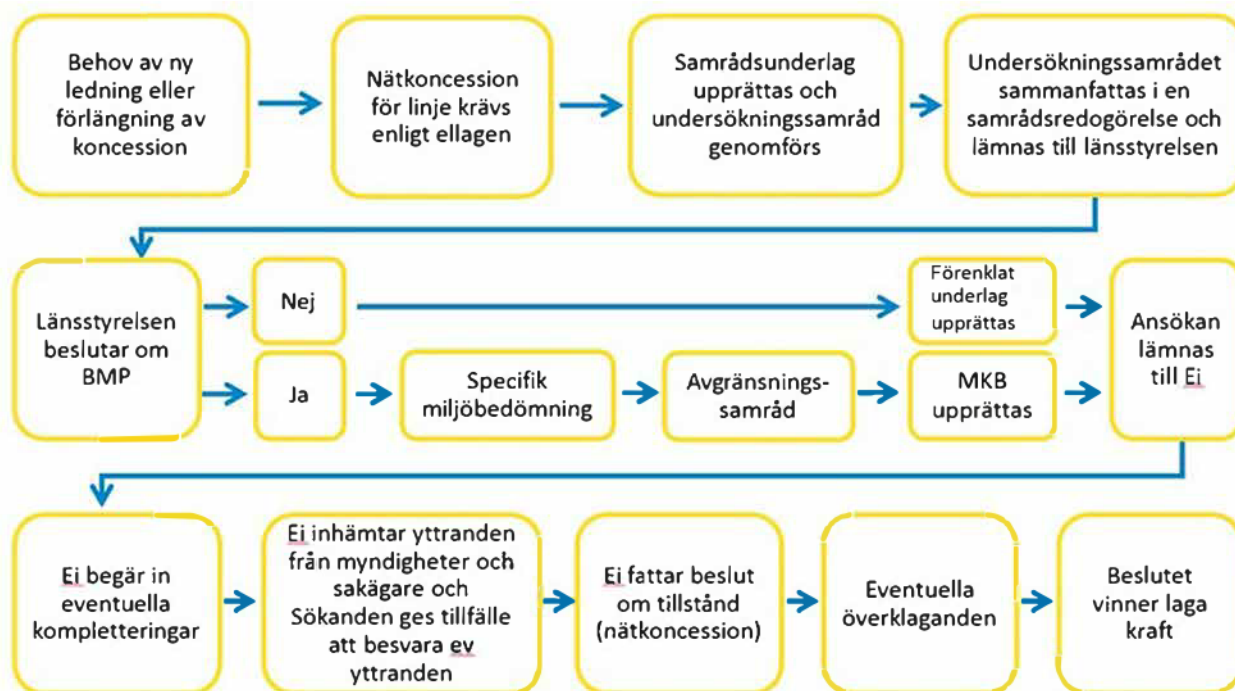 Behov av ny
ledning eller
förlängning av
koncession
Nätkoncession
för linje krävs
enligt ellagen
Samrådsunderlag
upprättas och
undersökningssamråd
genomförs
Undersökningssamrådet
sammanfattas i en
samrådsredogörelse och
lämnas till länsstyrelsen
Länsstyrelsen
beslutar om
BMP
Nej
Förenklat
underlag
upprättas
Ja
Specifik
miljöbedömning
Avgränsnings-
samråd
MKB
upprättas
Ansökan
lämnas
till Ei
Ei begär in
eventuella
kompletteringar
Ei inhämtar yttranden
från myndigheter och
sakägare och
Sökanden ges tillfälle
att besvara ev
yttranden
Ei fattar beslut
om tillstånd
(nätkoncession)
Eventuella
överklaganden
Beslutet
vinner laga
kraft